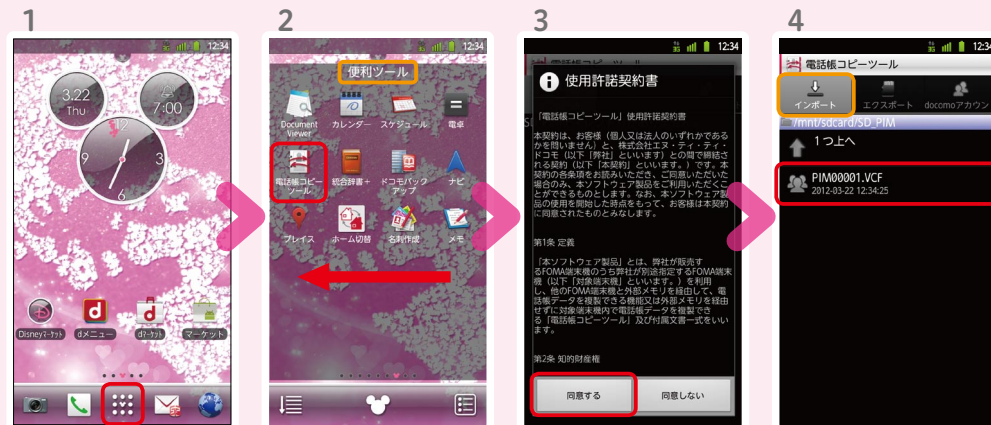 1
12:34
3.22
Thu
7:00
12
3
6
9
Disneyマーケット
dメニュー
dマーケット
マーケット
2
12:34
便利ツール
Document Viewer
カレンダー
スケジュール
電卓
電話帳コピーツール
統合辞書+
ドコモバックアップ
ナビ
プレイス
ホーム切替
名刺作成
メモ
3
12:34
電話帳コピーツール
使用許諾契約書
「電話帳コピーツール」使用許諾契約書
本契約は、お客様(個人又は法人のいずれかである
かを問いません)と、株式会社エヌ・ティ・ティ・
ドコモ(以下「弊社」といいます)との間で締結さ
れる契約(以下「本契約」といいます。)です。本
契約の各条項をお読みいただき、ご同意いただいた
場合のみ、本ソフトウェア製品をご利用いただくこ
とができるものとします。なお、本ソフトウェア製
品の使用を開始した時点をもって、お客様は本契約
に同意されたものとみなします。
第1条 定義
「本ソフトウェア製品」とは、弊社が販売す
るFOMA端末機のうち弊社が別途指定するFOMA端末
機(以下「対象端末機」といいます。)を利用
し、他のFOMA端末機と外部メモリを経由して、電
話帳データを複製できる機能又は外部メモリを経由
せずに対象端末機内で電話帳データを複製でき
る「電話帳コピーツール」及び付属文書一式をいい
ます。
第2条 知的財産権
同意する
同意しない
4
12:34
電話帳コピーツール
インポート
エクスポート
docomoアカウン
/mnt/sdcard/SD_PIM
1つ上へ
PIM00001.VCF
2012-03-22 12:34:25